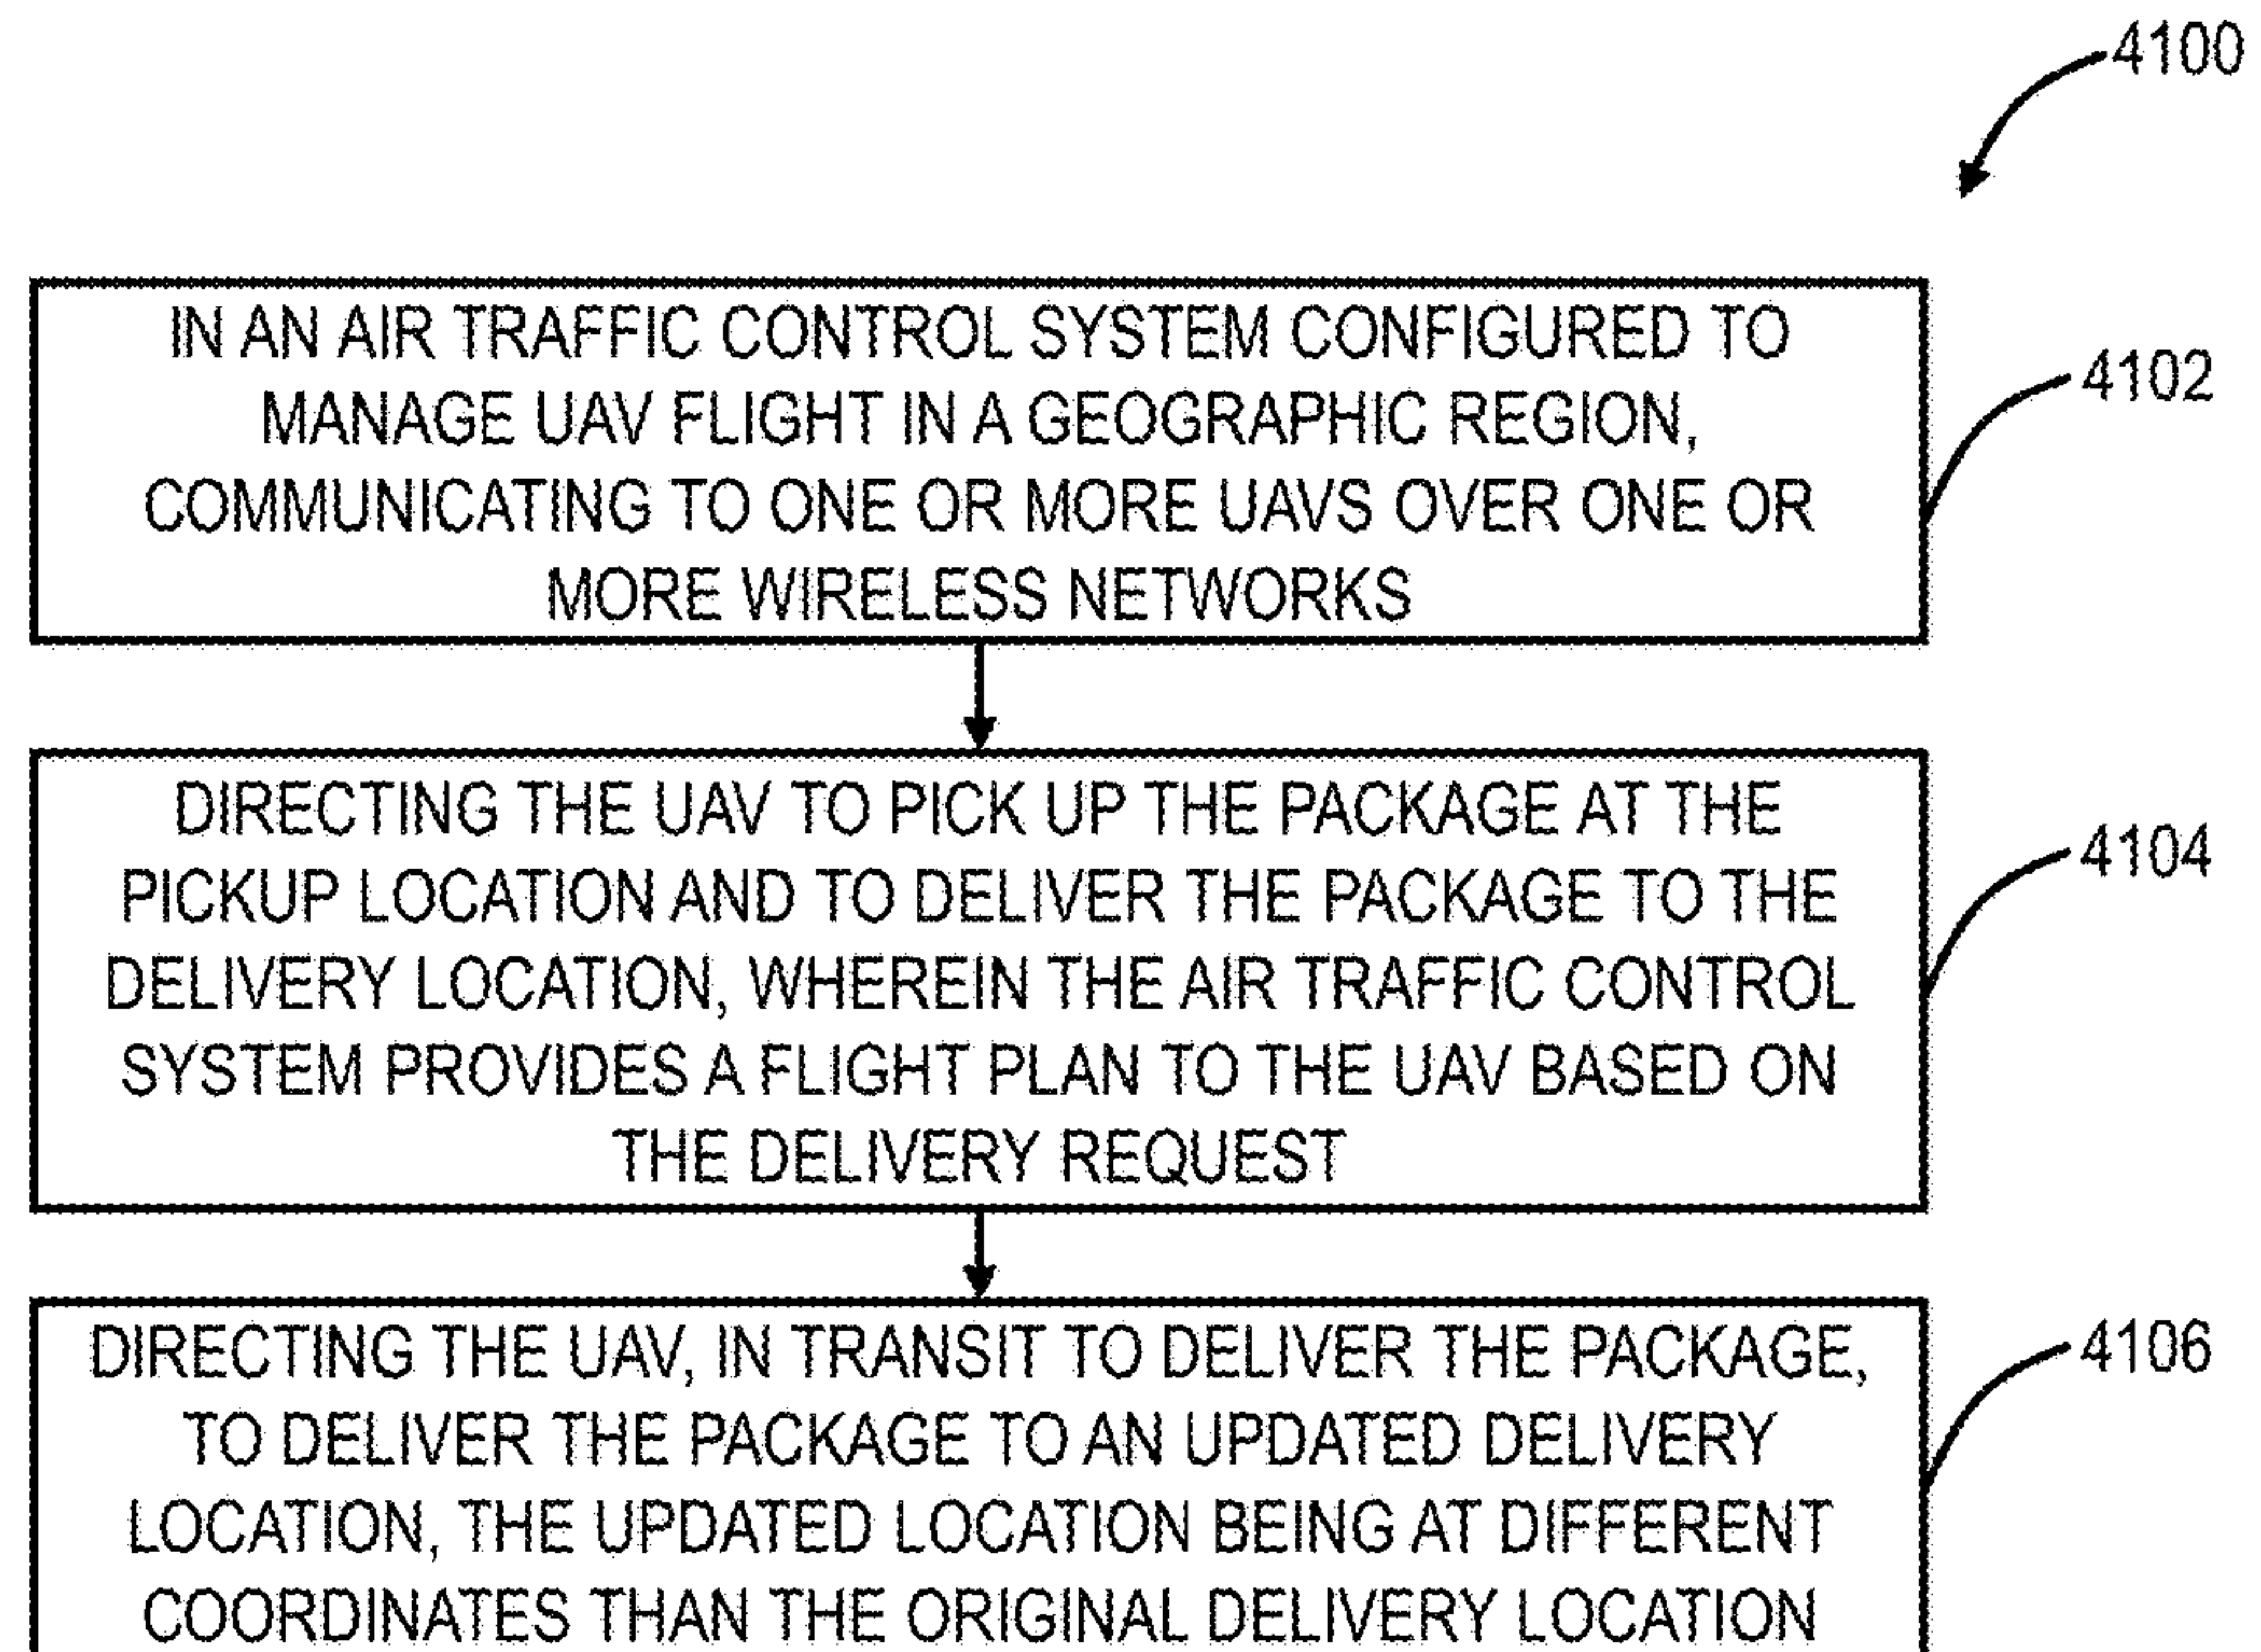 4100
IN AN AIR TRAFFIC CONTROL SYSTEM CONFIGURED TO
MANAGE UAV FLIGHT IN A GEOGRAPHIC REGION,
COMMUNICATING TO ONE OR MORE UAVS OVER ONE OR
MORE WIRELESS NETWORKS
4102
DIRECTING THE UAV TO PICK UP THE PACKAGE AT THE
PICKUP LOCATION AND TO DELIVER THE PACKAGE TO THE
DELIVERY LOCATION, WHEREIN THE AIR TRAFFIC CONTROL
SYSTEM PROVIDES A FLIGHT PLAN TO THE UAV BASED ON
THE DELIVERY REQUEST
4104
DIRECTING THE UAV, IN TRANSIT TO DELIVER THE PACKAGE,
TO DELIVER THE PACKAGE TO AN UPDATED DELIVERY
LOCATION, THE UPDATED LOCATION BEING AT DIFFERENT
COORDINATES THAN THE ORIGINAL DELIVERY LOCATION
4106